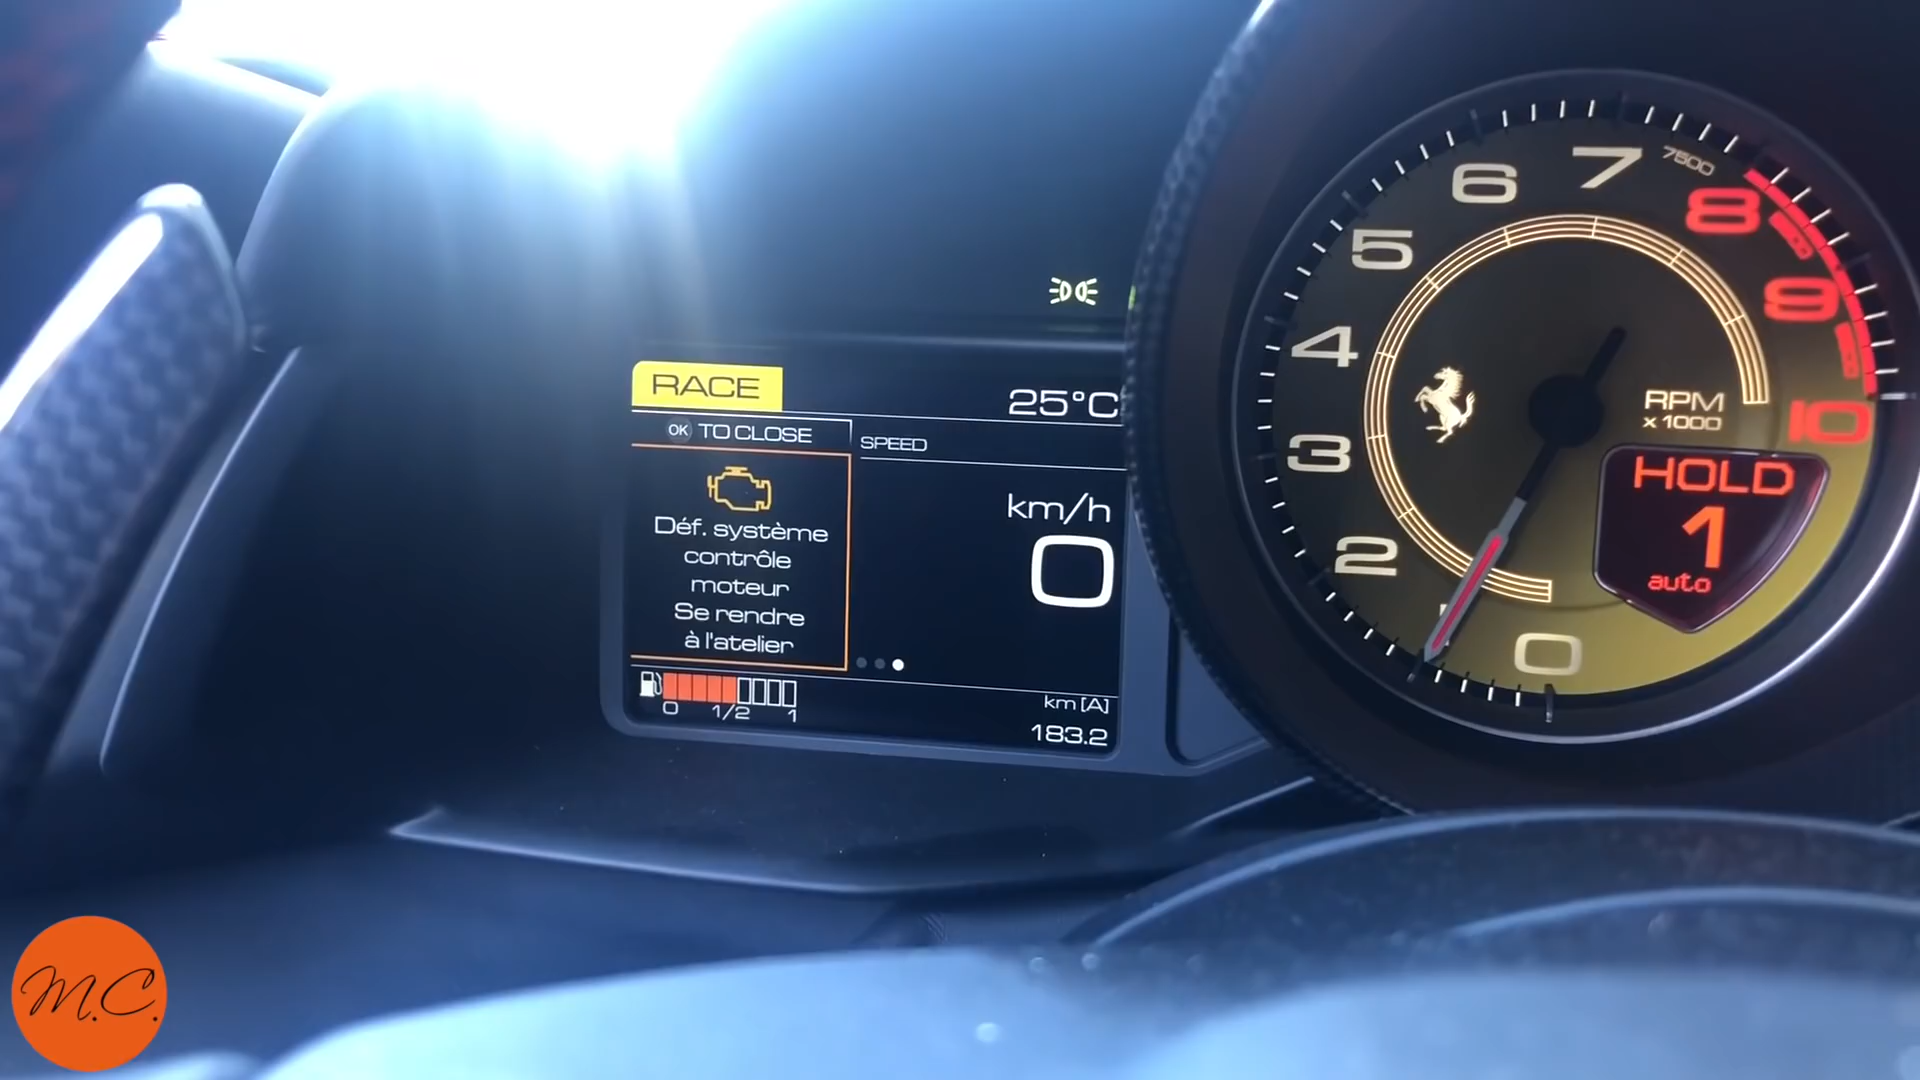 RACE
25°C
OK TO CLOSE
SPEED
Déf. système
contrôle
moteur
Se rendre
à l'atelier
km/h
0
0 1/2 1
km [A]
183.2
0
2
3
4
5
6
7
7500
8
9
10
RPM
x 1000
HOLD
1
auto
M.C.